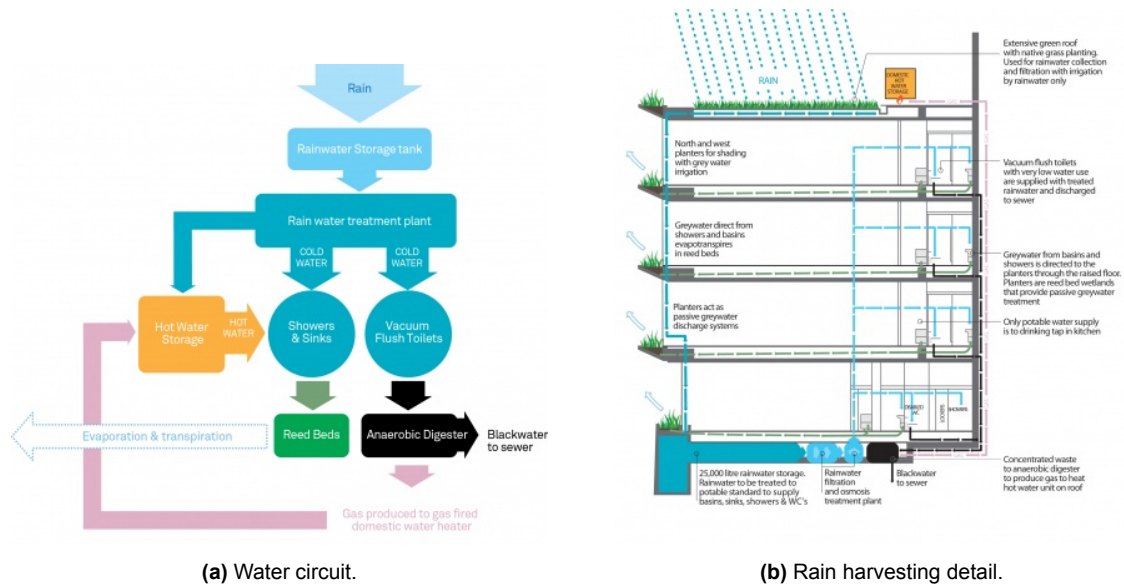 Rain
Rainwater Storage tank
Rain water treatment plant
COLD
WATER
COLD
WATER
Hot Water
Storage
HOT
WATER
Showers
& Sinks
Vacuum
Flush Toilets
Evaporation & transpiration
Reed Beds
Anaerobic Digester
Blackwater
to sewer
Gas produced to gas fired
domestic water heater
(a) Water circuit.
RAIN
DOMESTIC
HOT
WATER
STORAGE
Extensive green roof
with native grass planting.
Used for rainwater collection
and filtration with irrigation
by rainwater only
GAS
North and west
planters for shading
with grey water
irrigation
Vacuum flush toilets
with very low water use
are supplied with treated
rainwater and discharged
to sewer
Greywater direct from
showers and basins
evapotranspires
in reed beds
Greywater from basins and
showers is directed to the
planters through the raised floor.
Planters are reed bed wetlands
that provide passive greywater
treatment
Planters act as
passive greywater
discharge systems
Only potable water supply
is to drinking tap in kitchen
DISABLED
WC
SHOWERS
25,000 litre rainwater storage.
Rainwater to be treated to
potable standard to supply
basins, sinks, showers & WC's
Rainwater
filtration
and osmosis
treatment plant
Blackwater
to sewer
Concentrated waste
to anaerobic digester
to produce gas to heat
hot water unit on roof
(b) Rain harvesting detail.